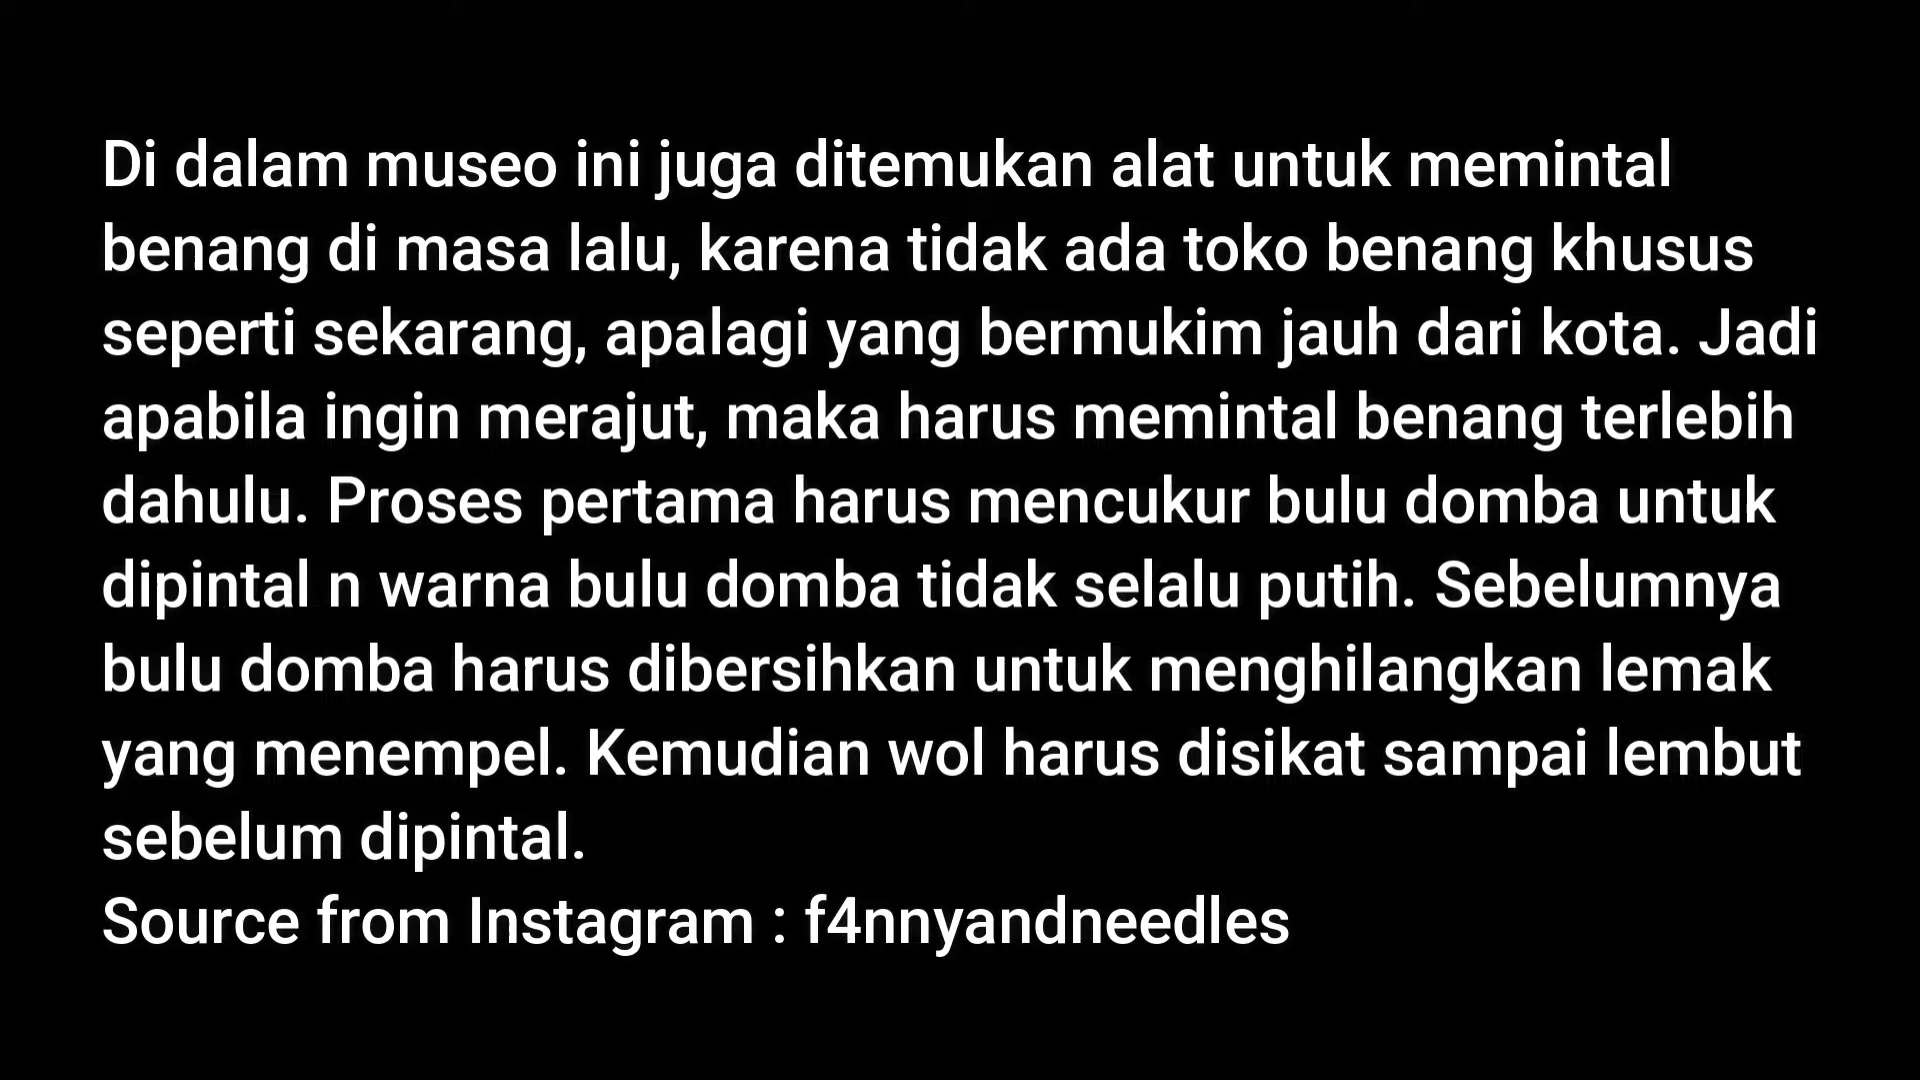 Di dalam museo ini juga ditemukan alat untuk memintal
benang di masa lalu, karena tidak ada toko benang khusus
seperti sekarang, apalagi yang bermukim jauh dari kota. Jadi
apabila ingin merajut, maka harus memintal benang terlebih
dahulu. Proses pertama harus mencukur bulu domba untuk
dipintal n warna bulu domba tidak selalu putih. Sebelumnya
bulu domba harus dibersihkan untuk menghilangkan lemak
yang menempel. Kemudian wol harus disikat sampai lembut
sebelum dipintal.
Source from Instagram : f4nnyandneedles